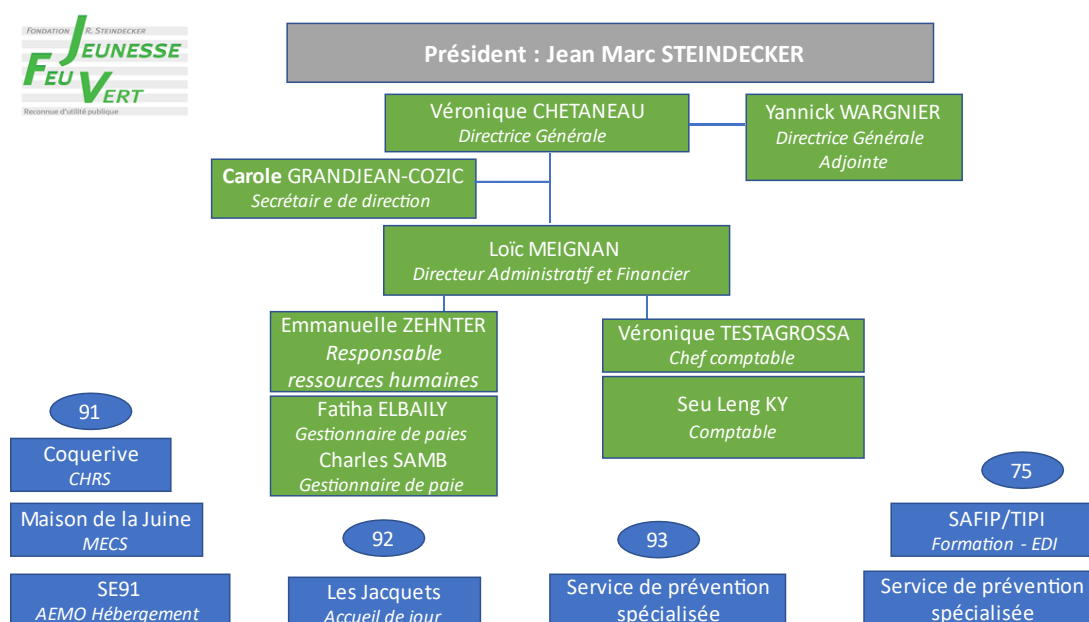 FONDATION R. STEINDECKER
JEUNESSE
FEU
VERT
Reconnue d'utilité publique
Président : Jean Marc STEINDECKER
Véronique CHETANEAU
Directrice Générale
Yannick WARGNIER
Directrice Générale
Adjointe
Carole GRANDJEAN-COZIC
Secrétair e de direction
Loïc MEIGNAN
Directeur Administratif et Financier
Emmanuelle ZEHNTER
Responsable
ressources humaines
Véronique TESTAGROSSA
Chef comptable
Fatiha ELBAILY
Gestionnaire de paies
Charles SAMB
Gestionnaire de paie
Seu Leng KY
Comptable
91
Coquerive
CHRS
Maison de la Juine
MECS
SE91
AEMO Hébergement
92
Les Jacquets
Accueil de jour
93
Service de prévention
spécialisée
75
SAFIP/TIPI
Formation - EDI
Service de prévention
spécialisée